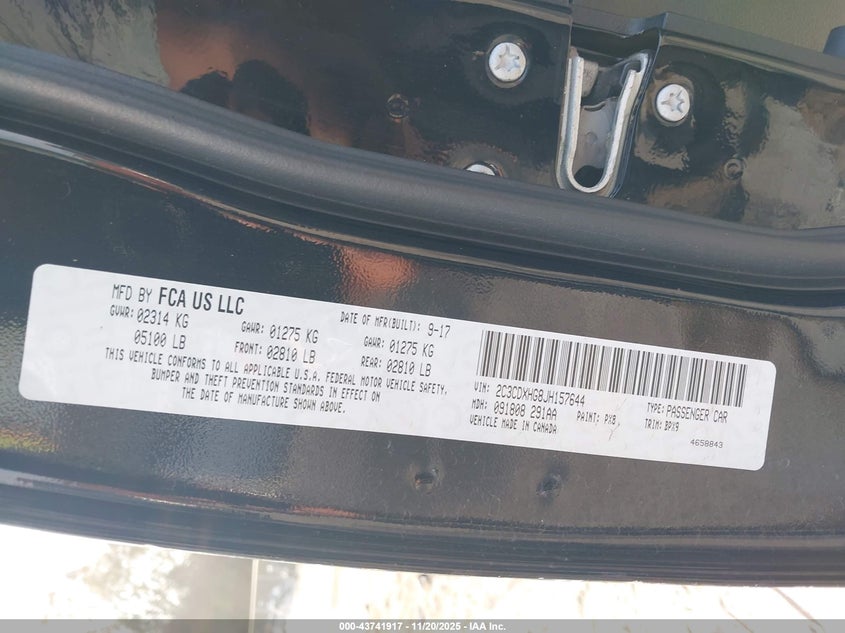 MFD BY FCA US LLC
DATE OF MFR(BUILT): 9-17
GVWR: 02314 KG
GAWR: 01275 KG
GAWR: 01275 KG
05100 LB
FRONT: 02810 LB
REAR: 02810 LB
THIS VEHICLE CONFORMS TO ALL APPLICABLE U.S.A. FEDERAL MOTOR VEHICLE SAFETY,
BUMPER AND THEFT PREVENTION STANDARDS IN EFFECT ON
THE DATE OF MANUFACTURE SHOWN ABOVE.
VIN: 2C3CDXHG8JH157644
TYPE: PASSENGER CAR
MDH: 091808 291AA
PAINT: PX8
TRIM: BPX9
VEHICLE MADE IN CANADA
4659843
000-43741917 - 11/20/2025 - IAA Inc.